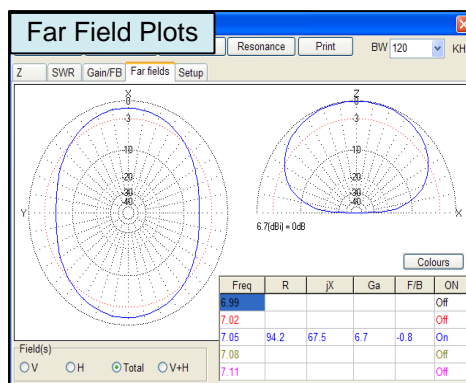 Far Field Plots
Resonance Print BW 120 KH
Z SWR Gain/FB Far fields Setup
X
-0
-3
-10
-20
-30
-40
Y
Z
-0
-3
-10
-20
-30
-40
X
6.7(dBi) = 0dB
Colours
Freq R jX Ga F/B ON
6.99 Off
7.02 Off
7.05 94.2 67.5 6.7 -0.8 On
7.08 Off
7.11 Off
Field(s)
V H Total V+H